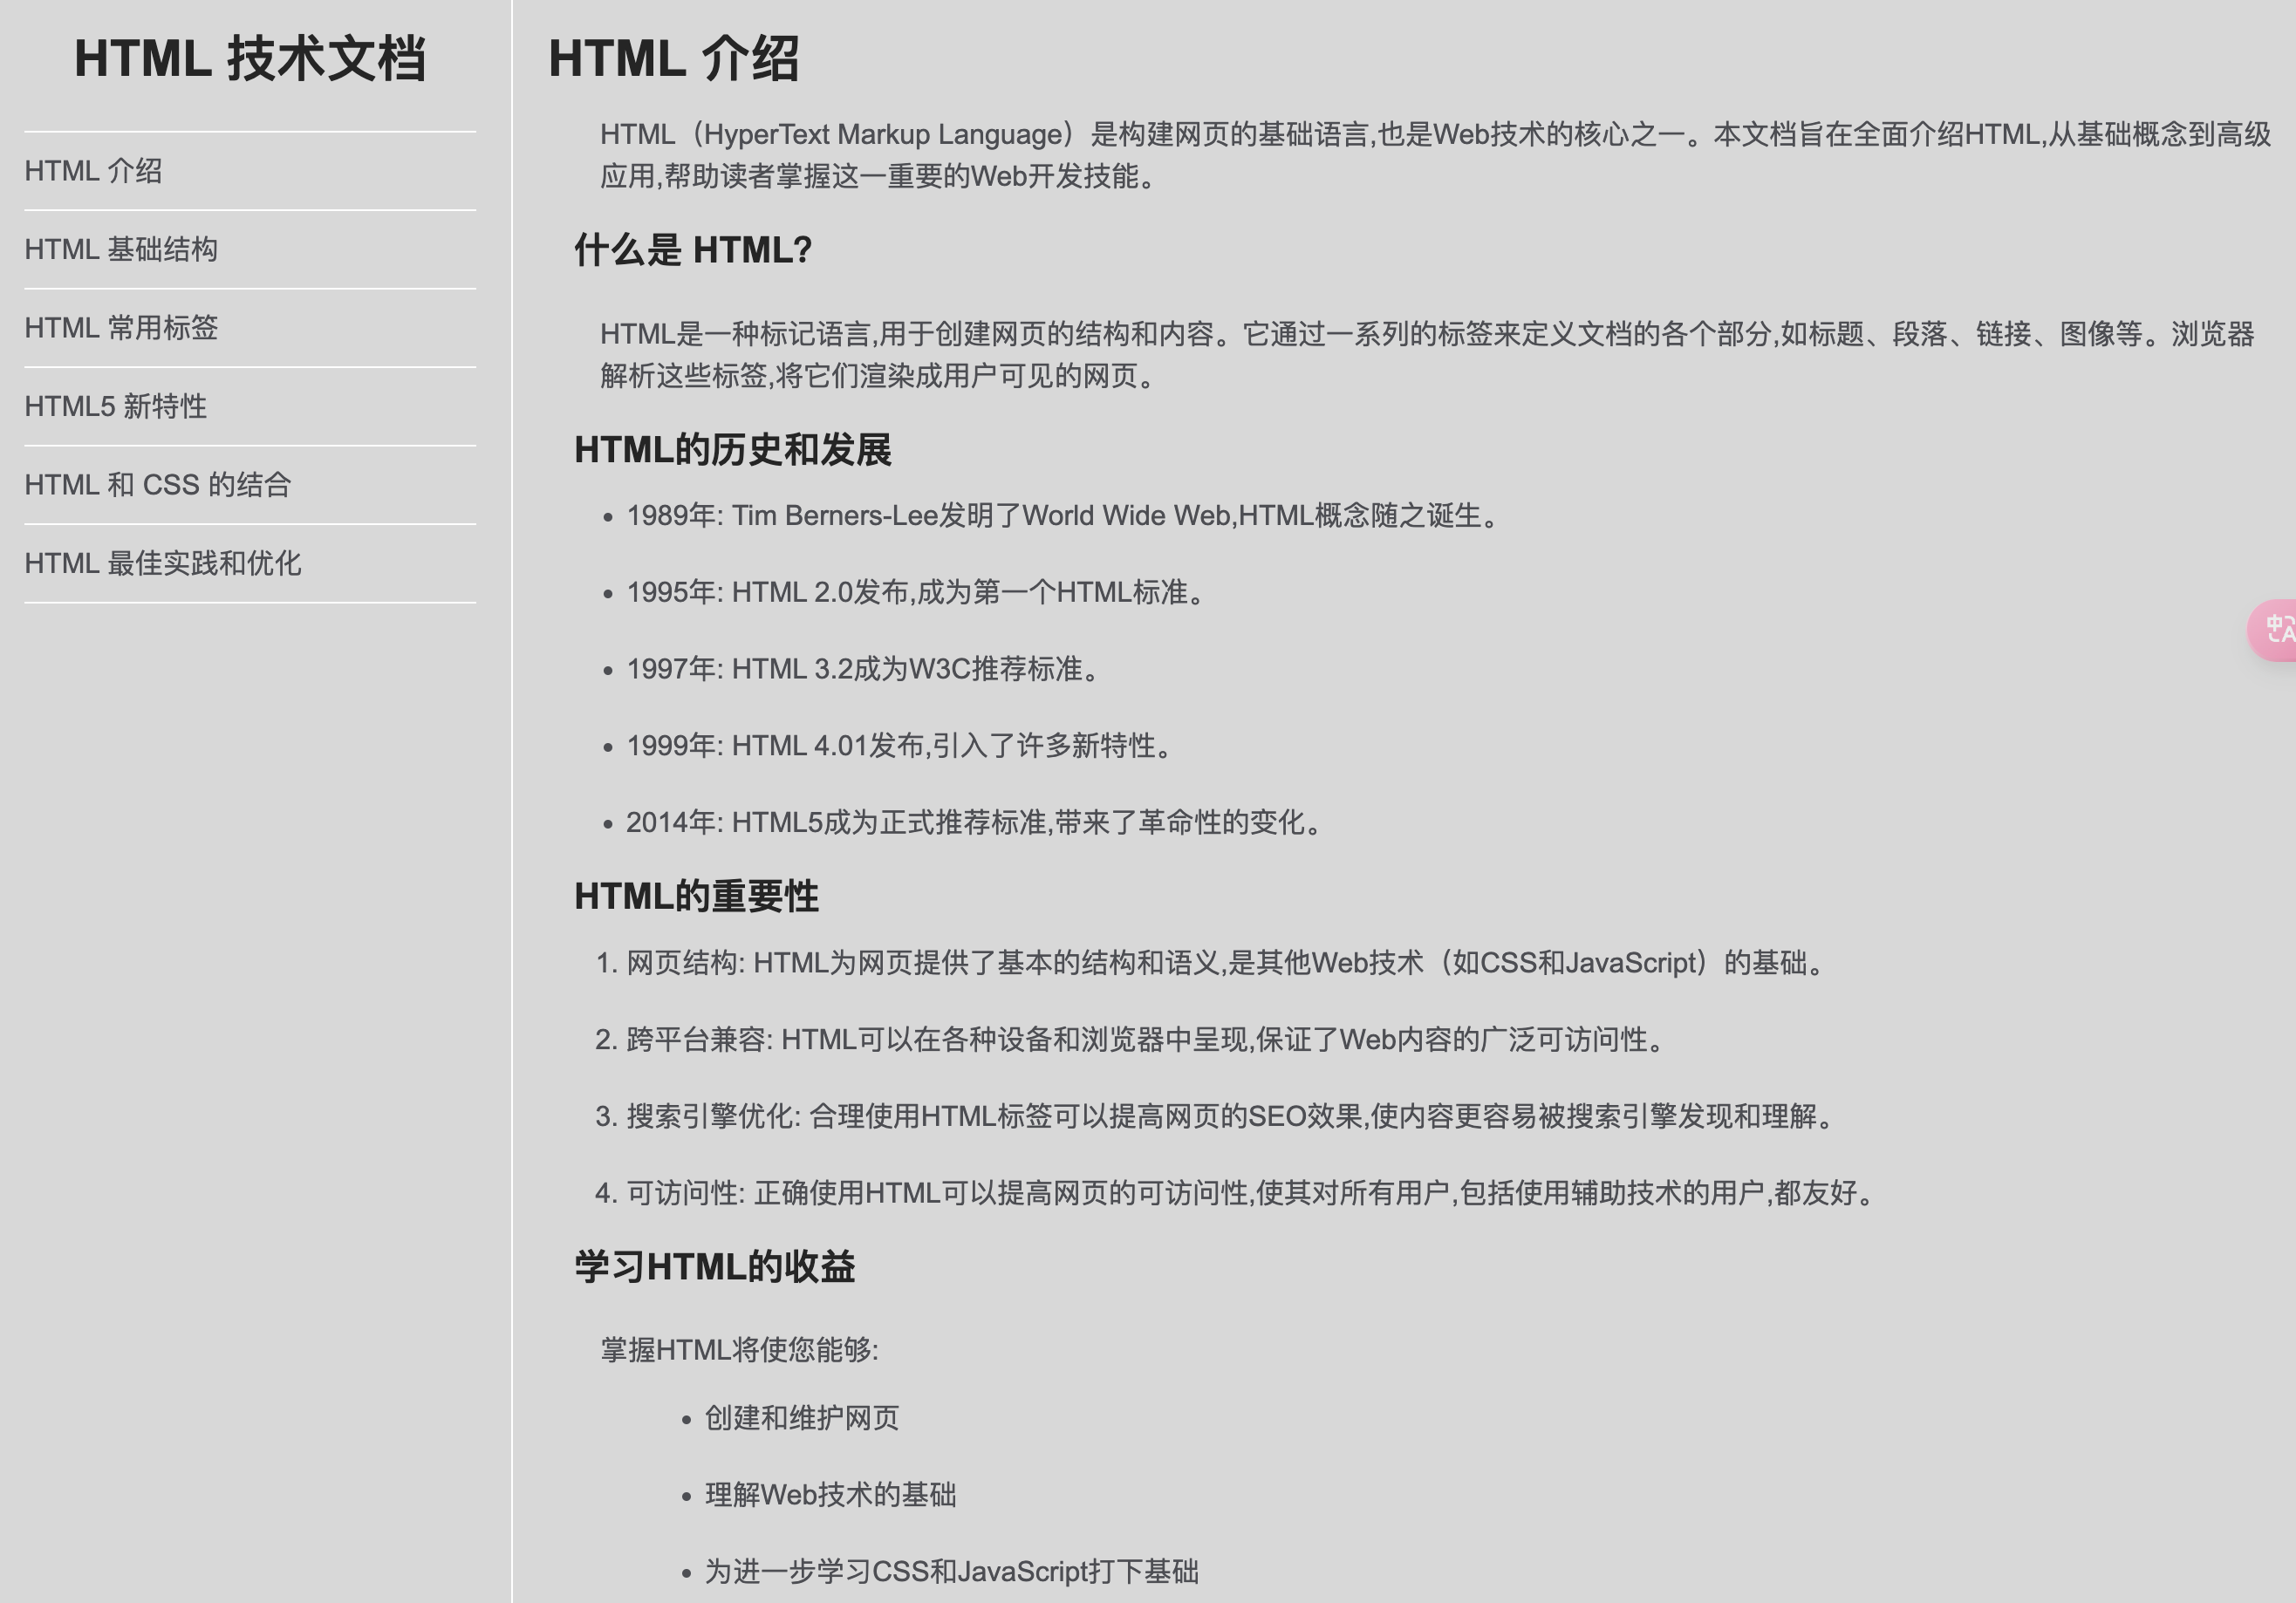 HTML 技术文档
HTML 介绍
HTML 基础结构
HTML 常用标签
HTML5 新特性
HTML 和 CSS 的结合
HTML 最佳实践和优化
HTML 介绍
HTML（HyperText Markup Language）是构建网页的基础语言,也是Web技术的核心之一。本文档旨在全面介绍HTML,从基础概念到高级
应用,帮助读者掌握这一重要的Web开发技能。
什么是 HTML?
HTML是一种标记语言,用于创建网页的结构和内容。它通过一系列的标签来定义文档的各个部分,如标题、段落、链接、图像等。浏览器
解析这些标签,将它们渲染成用户可见的网页。
HTML的历史和发展
• 1989年: Tim Berners-Lee发明了World Wide Web,HTML概念随之诞生。
• 1995年: HTML 2.0发布,成为第一个HTML标准。
• 1997年: HTML 3.2成为W3C推荐标准。
• 1999年: HTML 4.01发布,引入了许多新特性。
• 2014年: HTML5成为正式推荐标准,带来了革命性的变化。
HTML的重要性
1. 网页结构: HTML为网页提供了基本的结构和语义,是其他Web技术（如CSS和JavaScript）的基础。
2. 跨平台兼容: HTML可以在各种设备和浏览器中呈现,保证了Web内容的广泛可访问性。
3. 搜索引擎优化: 合理使用HTML标签可以提高网页的SEO效果,使内容更容易被搜索引擎发现和理解。
4. 可访问性: 正确使用HTML可以提高网页的可访问性,使其对所有用户,包括使用辅助技术的用户,都友好。
学习HTML的收益
掌握HTML将使您能够:
• 创建和维护网页
• 理解Web技术的基础
• 为进一步学习CSS和JavaScript打下基础
中A